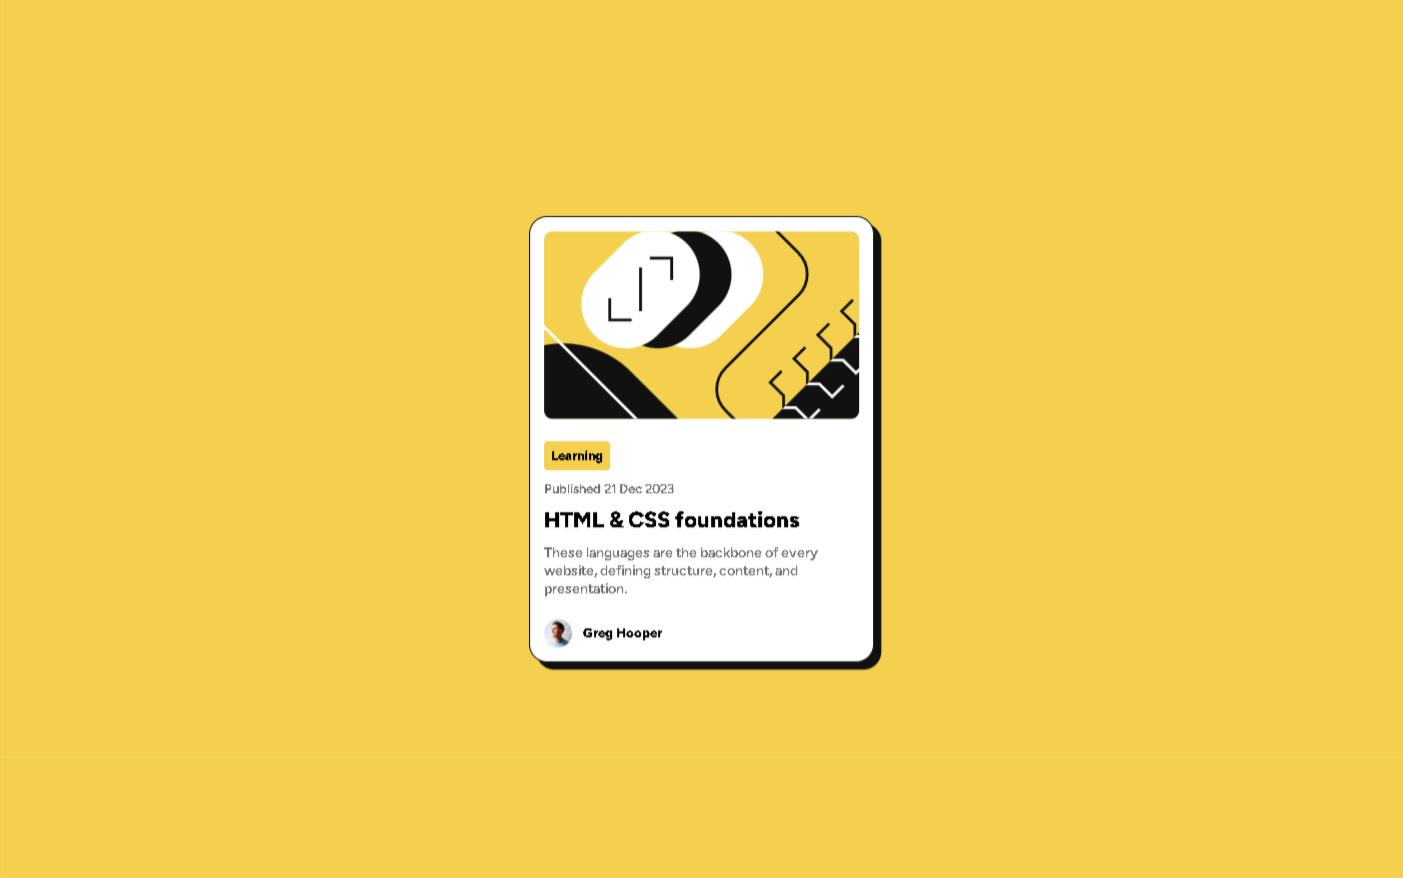 Learning
Published 21 Dec 2023
HTML & CSS foundations
These languages are the backbone of every
website, defining structure, content, and
presentation.
Greg Hooper